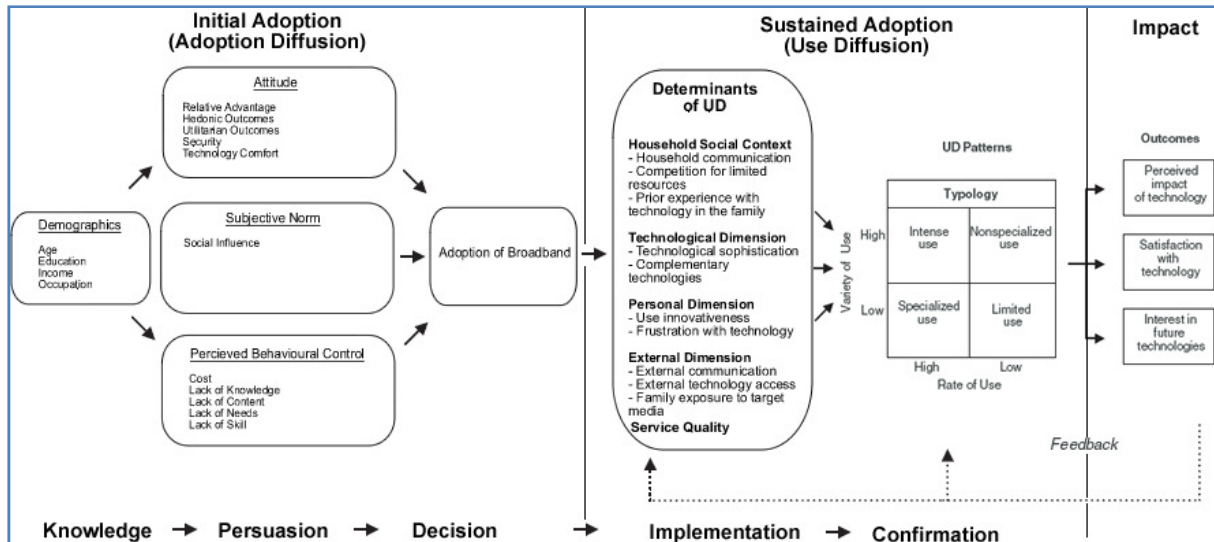 Initial Adoption
(Adoption Diffusion)
Sustained Adoption
(Use Diffusion)
Impact
Demographics
Age
Education
Income
Occupation
Attitude
Relative Advantage
Hedonic Outcomes
Utilitarian Outcomes
Security
Technology Comfort
Subjective Norm
Social Influence
Percieved Behavioural Control
Cost
Lack of Knowledge
Lack of Content
Lack of Needs
Lack of Skill
Adoption of Broadband
Determinants
of UD
Household Social Context
- Household communication
- Competition for limited
resources
- Prior experience with
technology in the family
Technological Dimension
- Technological sophistication
- Complementary
technologies
Personal Dimension
- Use innovativeness
- Frustration with technology
External Dimension
- External communication
- External technology access
- Family exposure to target
media
Service Quality
UD Patterns
Typology
Variety of Use
High
Intense
use
Nonspecialized
use
Low
Specialized
use
Limited
use
High
Low
Rate of Use
Outcomes
Perceived
impact
of technology
Satisfaction
with
technology
Interest in
future
technologies
Feedback
Knowledge
Persuasion
Decision
Implementation
Confirmation